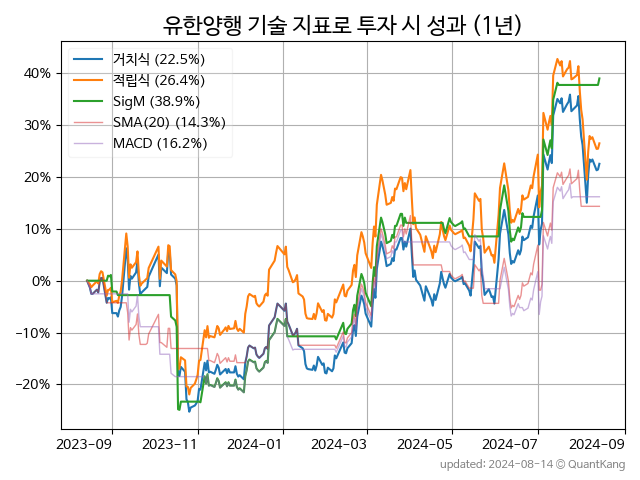 유한양행 기술 지표로 투자 시 성과 (1년)
거치식 (22.5%)
적립식 (26.4%)
SigM (38.9%)
SMA(20) (14.3%)
MACD (16.2%)
40%
30%
20%
10%
0%
−10%
−20%
2023-09
2023-11
2024-01
2024-03
2024-05
2024-07
2024-09
updated: 2024-08-14 © QuantKang